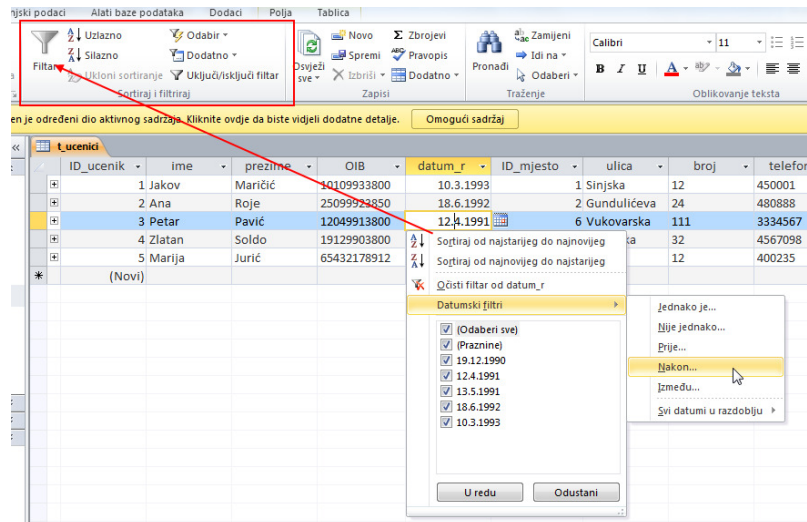 njski podaci Alati baze podataka Dodaci Polja Tablica
Filtar
Uzlazno
Silazno
Ukloni sortiranje
Odabir
Dodatno
Uključi/isključi filtar
Sortiraj i filtriraj
Osvježi sve
Novo
Spremi
Izbriši
Zbrojevi
Pravopis
Dodatno
Zapisi
Pronađi
Zamijeni
Idi na
Odaberi
Traženje
Calibri 11
B I U A
Oblikovanje teksta
en je određeni dio aktivnog sadržaja. Kliknite ovdje da biste vidjeli dodatne detalje. Omogući sadržaj
t_ucenici
ID_ucenik ime prezime OIB datum_r ID_mjesto ulica broj telefor
1 Jakov Maričić 10109933800 10.3.1993 1 Sinjska 12 450001
2 Ana Roje 25099923850 18.6.1992 2 Gundulićeva 24 480888
3 Petar Pavić 12049913800 12.4.1991 6 Vukovarska 111 3334567
4 Zlatan Soldo 19129903800 ka 32 4567098
5 Marija Jurić 65432178912 12 400235
(Novi)
Sortiraj od najstarijeg do najnovijeg
Sortiraj od najnovijeg do najstarijeg
Očisti filtar od datum_r
Datumski filtri
(Odaberi sve)
(Praznine)
19.12.1990
12.4.1991
13.5.1991
18.6.1992
10.3.1993
U redu Odustani
Jednako je...
Nije jednako...
Prije...
Nakon...
Između...
Svi datumi u razdoblju